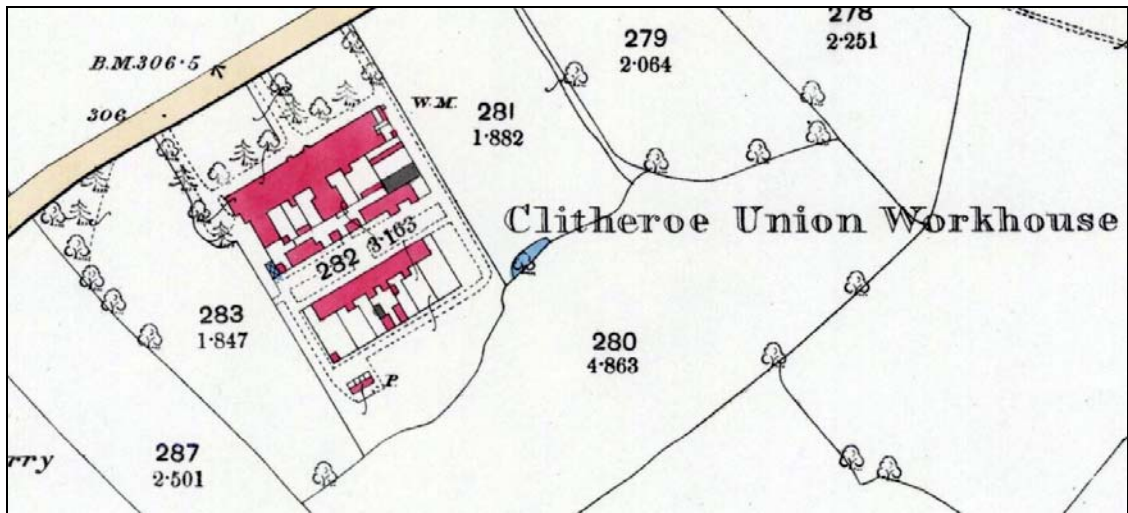 278
2·251
279
2·064
B.M.306·5
306
W.M.
281
1·882
Clitheroe Union Workhouse
282 3·163
283
1·847
280
4·863
P.
287
2·501
rry